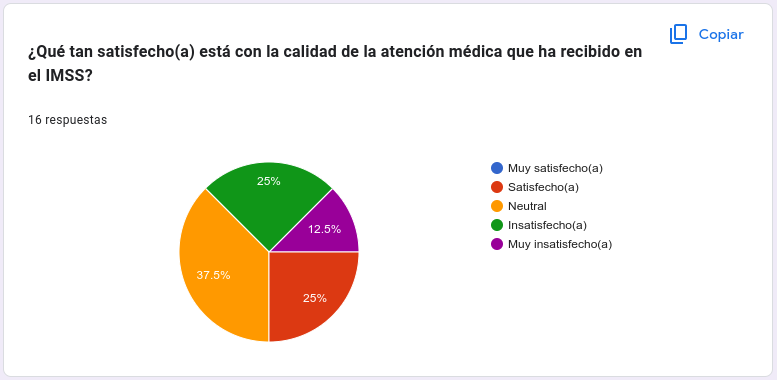 Copiar
¿Qué tan satisfecho(a) está con la calidad de la atención médica que ha recibido en
el IMSS?
16 respuestas
25%
12.5%
37.5%
25%
Muy satisfecho(a)
Satisfecho(a)
Neutral
Insatisfecho(a)
Muy insatisfecho(a)